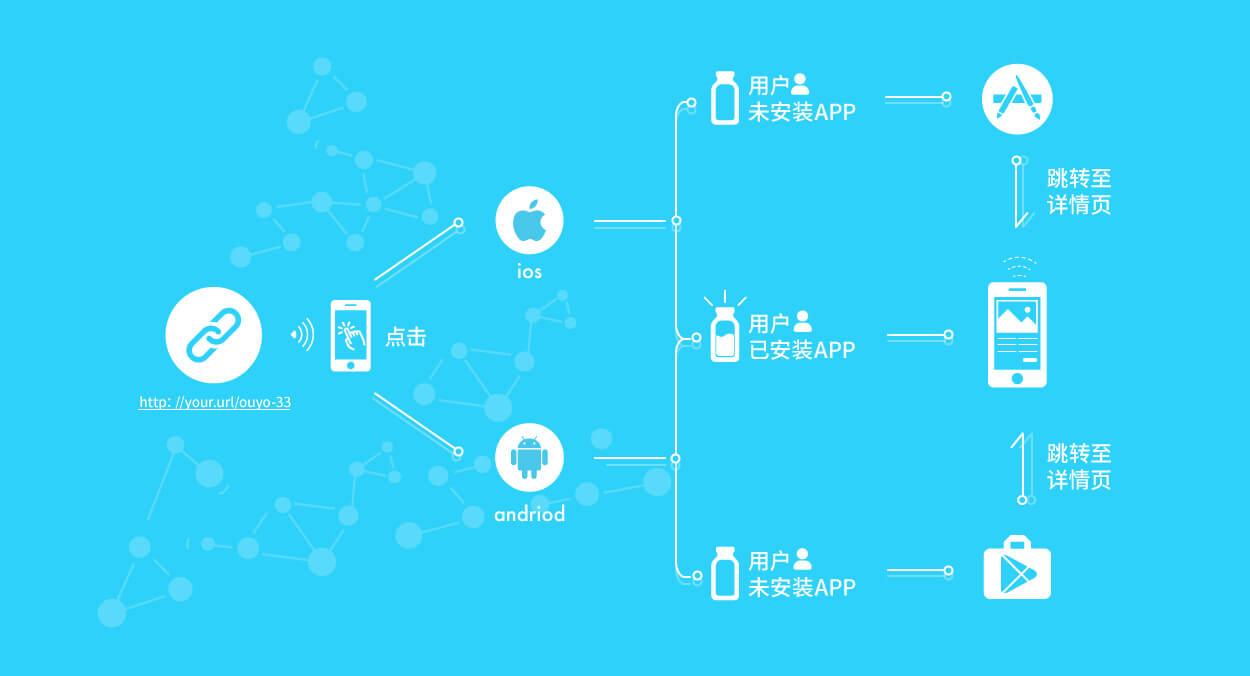 http: //your.url/ouyo-33
点击
ios
andriod
用户
未安装APP
用户
已安装APP
用户
未安装APP
跳转至
详情页
跳转至
详情页